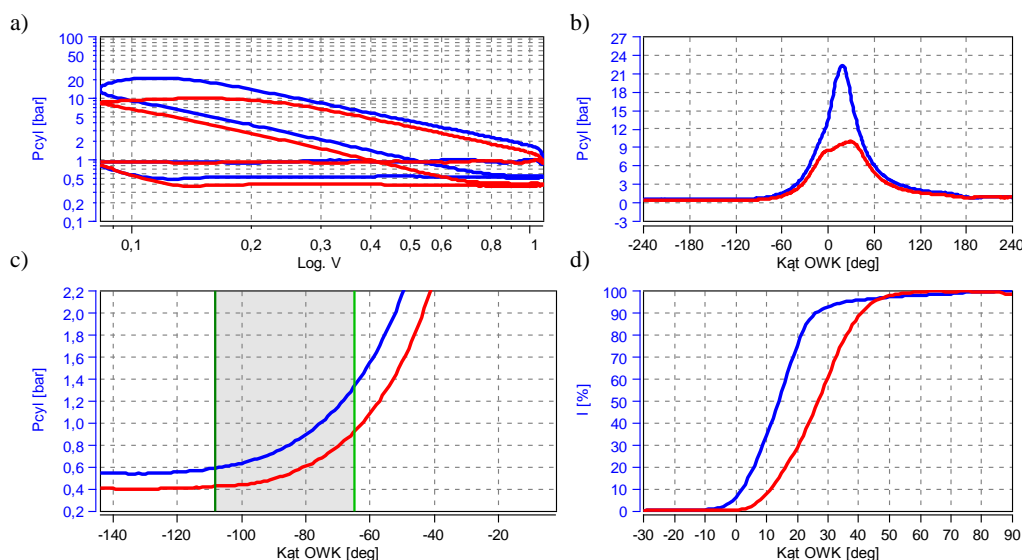 a)
Pcyl [bar]
100
50
20
10
5
2
1
0,5
0,2
0,1
0,1 0,2 0,3 0,4 0,5 0,6 0,8 1
Log. V
b)
Pcyl [bar]
27
24
21
18
15
12
9
6
3
0
-3
-240 -180 -120 -60 0 60 120 180 240
Kąt OWK [deg]
c)
Pcyl [bar]
2,2
2,0
1,8
1,6
1,4
1,2
1,0
0,8
0,6
0,4
0,2
-140 -120 -100 -80 -60 -40 -20
Kąt OWK [deg]
d)
I [%]
100
90
80
70
60
50
40
30
20
10
0
-30 -20 -10 0 10 20 30 40 50 60 70 80 90
Kąt OWK [deg]